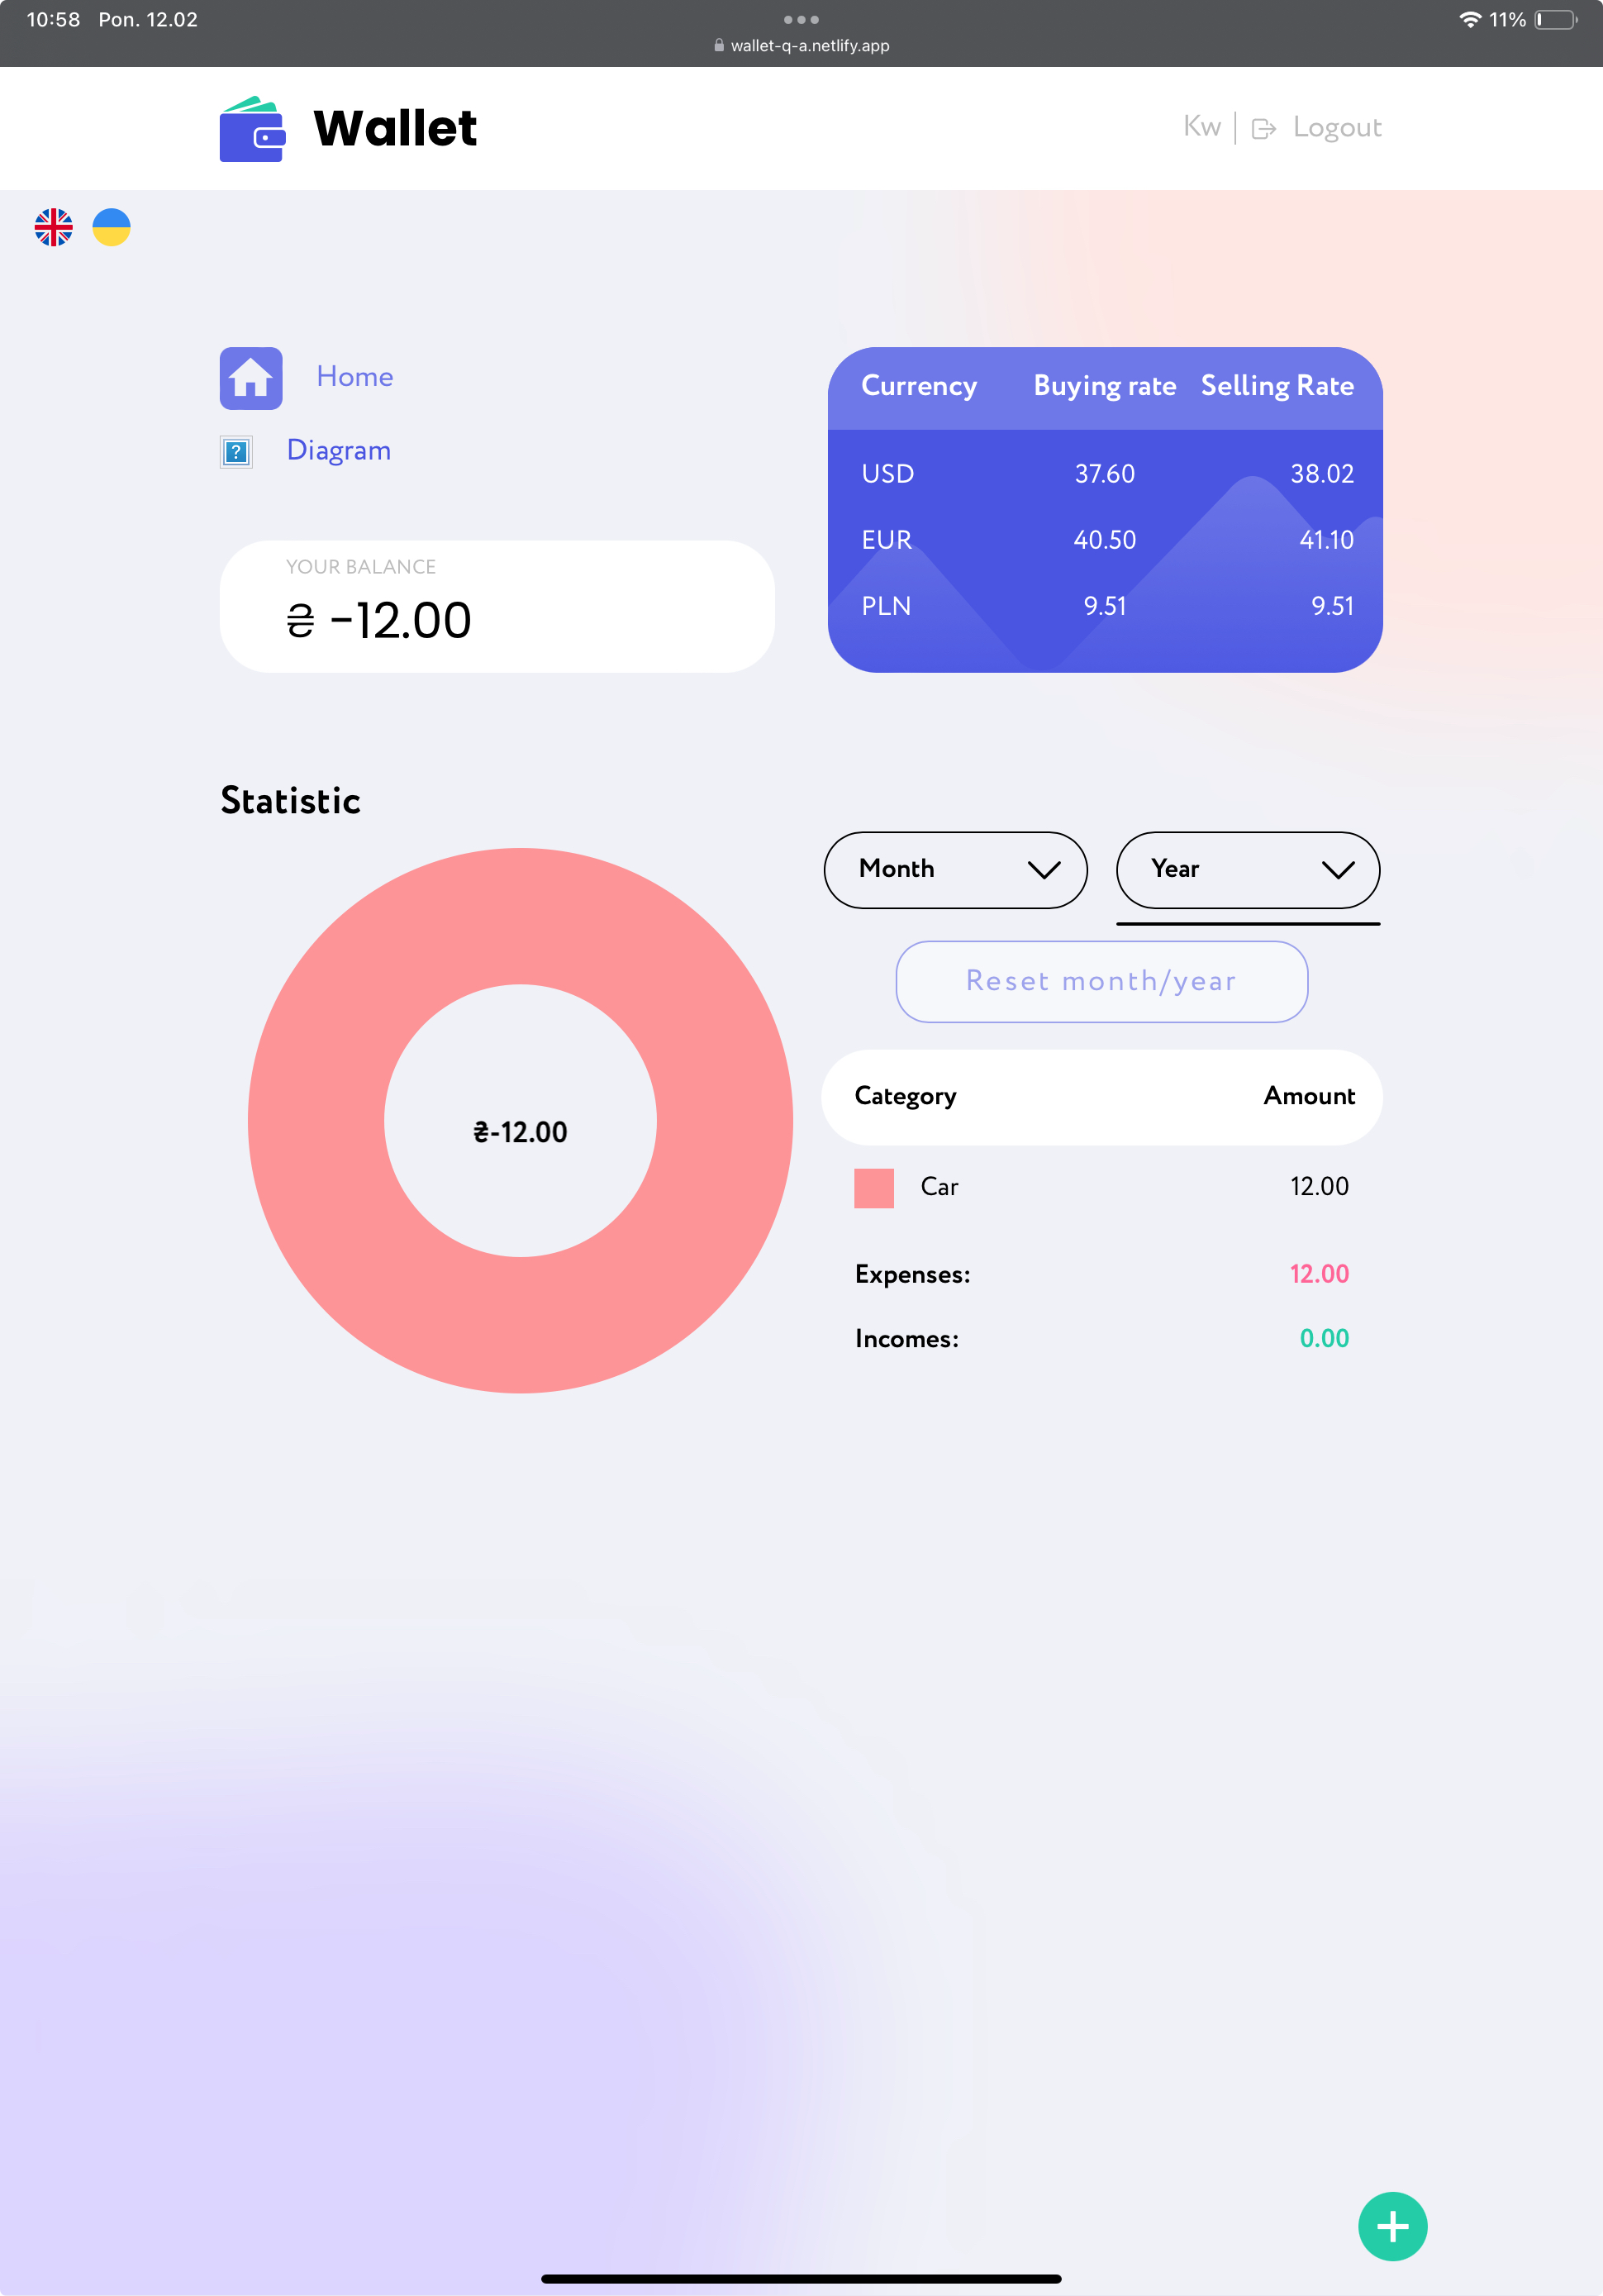 10:58 Pon. 12.02
11%
wallet-q-a.netlify.app
Wallet
Kw Logout
Home
Diagram
YOUR BALANCE
₴ -12.00
Currency Buying rate Selling Rate
USD 37.60 38.02
EUR 40.50 41.10
PLN 9.51 9.51
Statistic
₴-12.00
Month Year
Reset month/year
Category Amount
Car 12.00
Expenses: 12.00
Incomes: 0.00